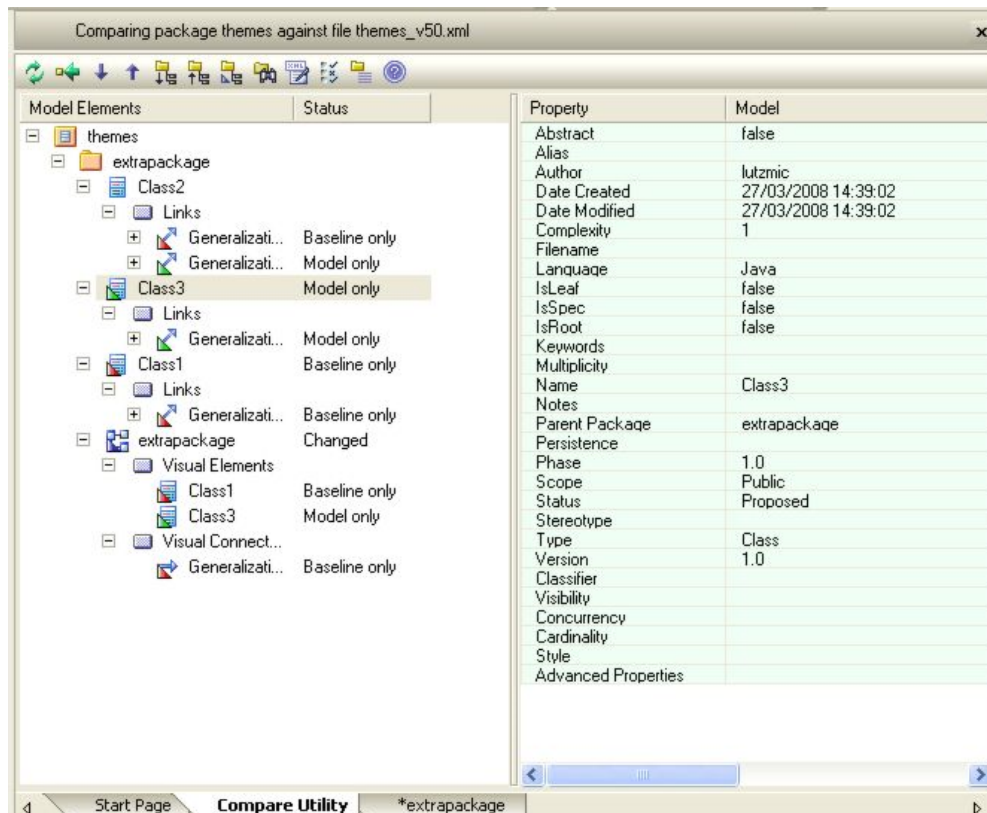 Comparing package themes against file themes_v50.xml
Model Elements Status
themes
extrapackage
Class2
Links
Generalizati... Baseline only
Generalizati... Model only
Class3 Model only
Links
Generalizati... Model only
Class1 Baseline only
Links
Generalizati... Baseline only
extrapackage Changed
Visual Elements
Class1 Baseline only
Class3 Model only
Visual Connect...
Generalizati... Baseline only
Property Model
Abstract false
Alias
Author lutzmic
Date Created 27/03/2008 14:39:02
Date Modified 27/03/2008 14:39:02
Complexity 1
Filename
Language Java
IsLeaf false
IsSpec false
IsRoot false
Keywords
Multiplicity
Name Class3
Notes
Parent Package extrapackage
Persistence
Phase 1.0
Scope Public
Status Proposed
Stereotype
Type Class
Version 1.0
Classifier
Visibility
Concurrency
Cardinality
Style
Advanced Properties
Start Page Compare Utility *extrapackage